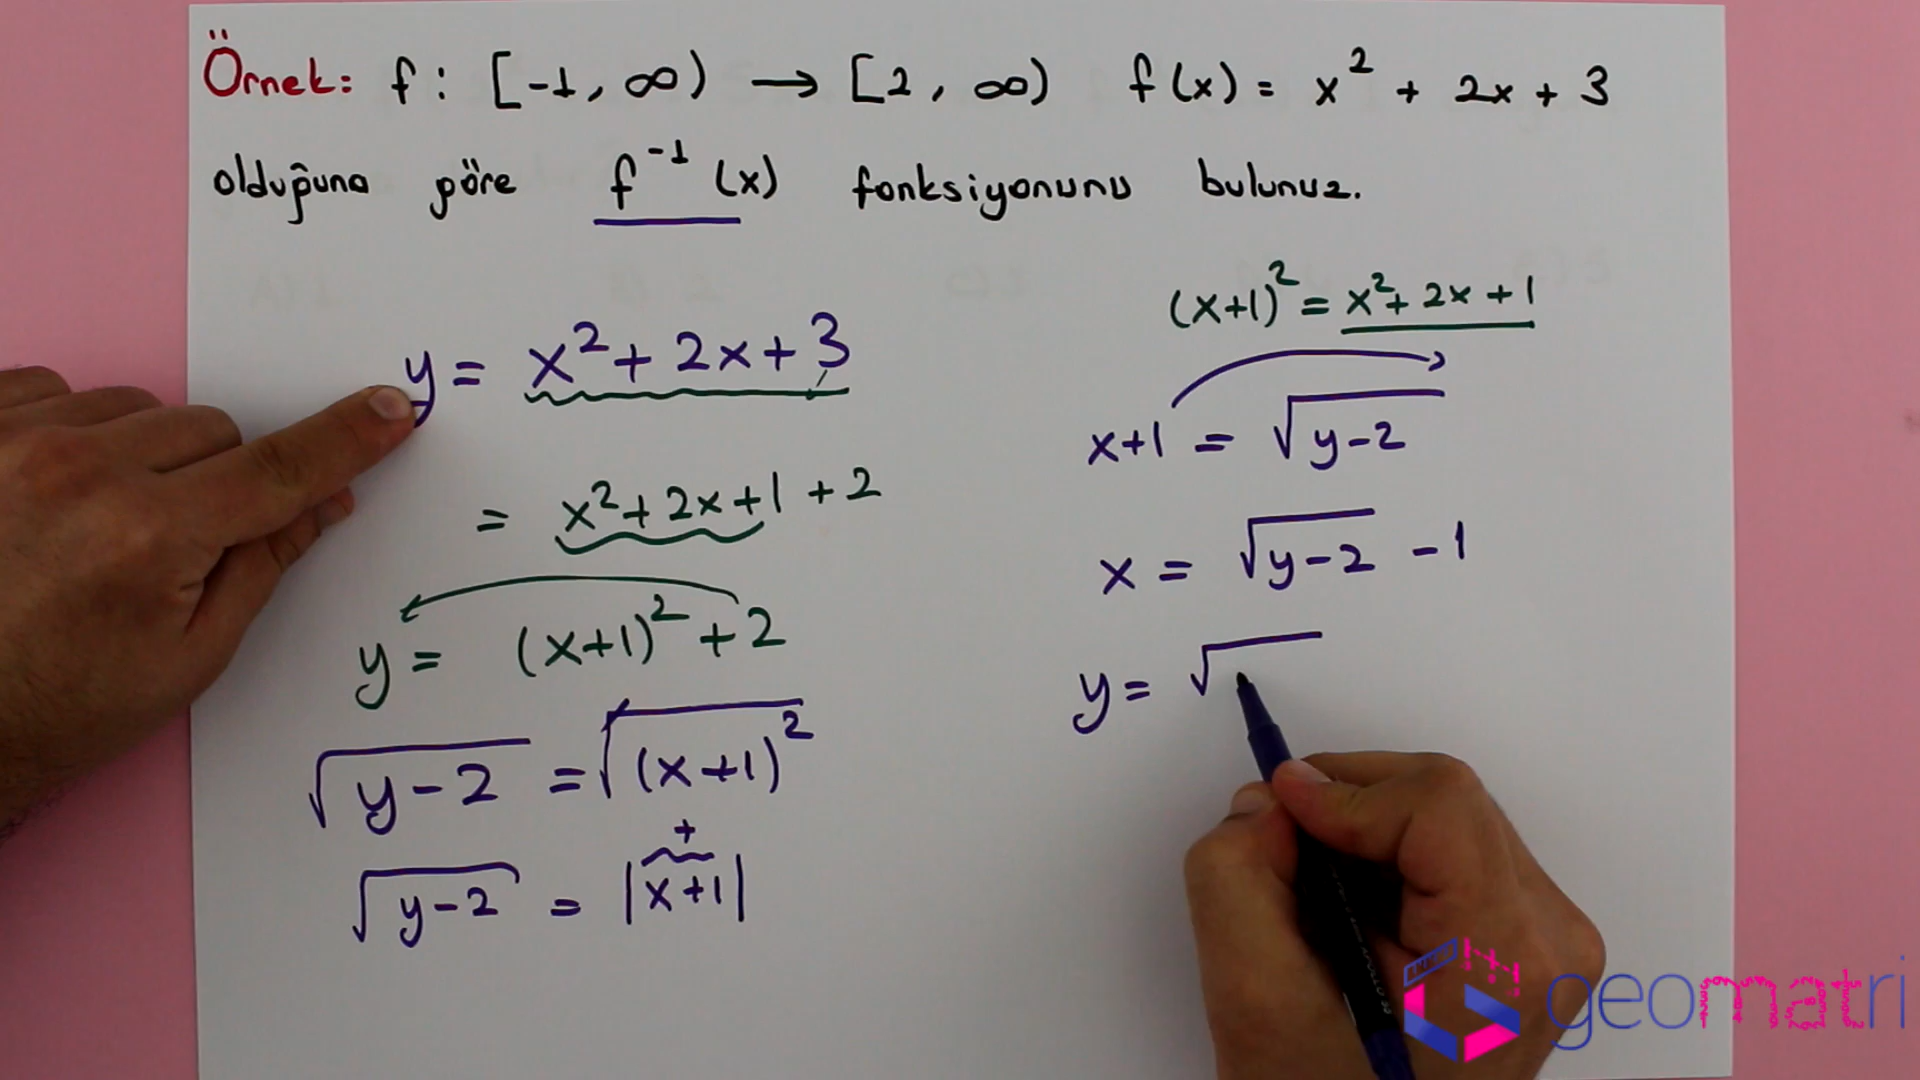 Örnek: f : [-1, ∞) → [2, ∞) f(x) = x² + 2x + 3
olduğuna göre f⁻¹(x) fonksiyonunu bulunuz.
y = x² + 2x + 3
= x² + 2x + 1 + 2
y = (x+1)² + 2
√(y-2) = √((x+1)²)
√(y-2) = |x+1|
+
(x+1)² = x² + 2x + 1
x+1 = √(y-2)
x = √(y-2) - 1
y = √
geomatri